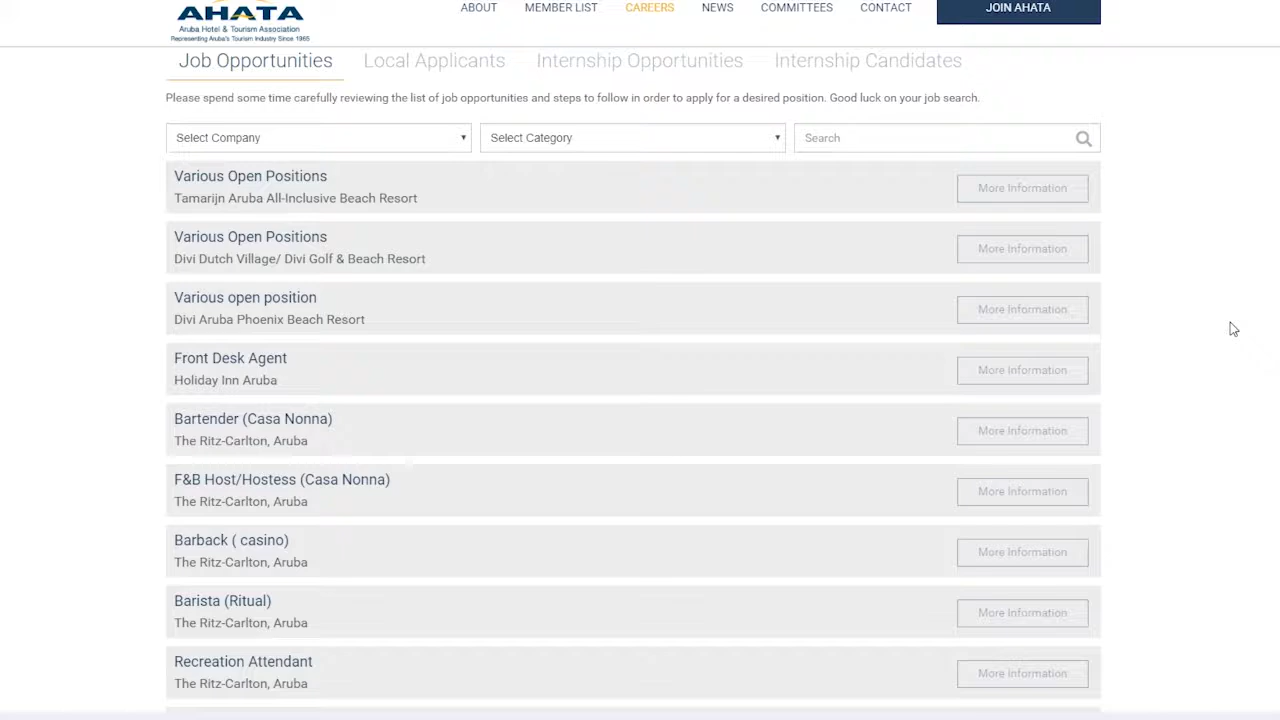 AHATA
Aruba Hotel & Tourism Association
Representing Aruba's Tourism Industry Since 1965
ABOUT MEMBER LIST CAREERS NEWS COMMITTEES CONTACT JOIN AHATA
Job Opportunities Local Applicants Internship Opportunities Internship Candidates
Please spend some time carefully reviewing the list of job opportunities and steps to follow in order to apply for a desired position. Good luck on your job search.
Select Company Select Category Search
Various Open Positions
Tamarijn Aruba All-Inclusive Beach Resort
More Information
Various Open Positions
Divi Dutch Village/ Divi Golf & Beach Resort
More Information
Various open position
Divi Aruba Phoenix Beach Resort
More Information
Front Desk Agent
Holiday Inn Aruba
More Information
Bartender (Casa Nonna)
The Ritz-Carlton, Aruba
More Information
F&B Host/Hostess (Casa Nonna)
The Ritz-Carlton, Aruba
More Information
Barback ( casino)
The Ritz-Carlton, Aruba
More Information
Barista (Ritual)
The Ritz-Carlton, Aruba
More Information
Recreation Attendant
The Ritz-Carlton, Aruba
More Information